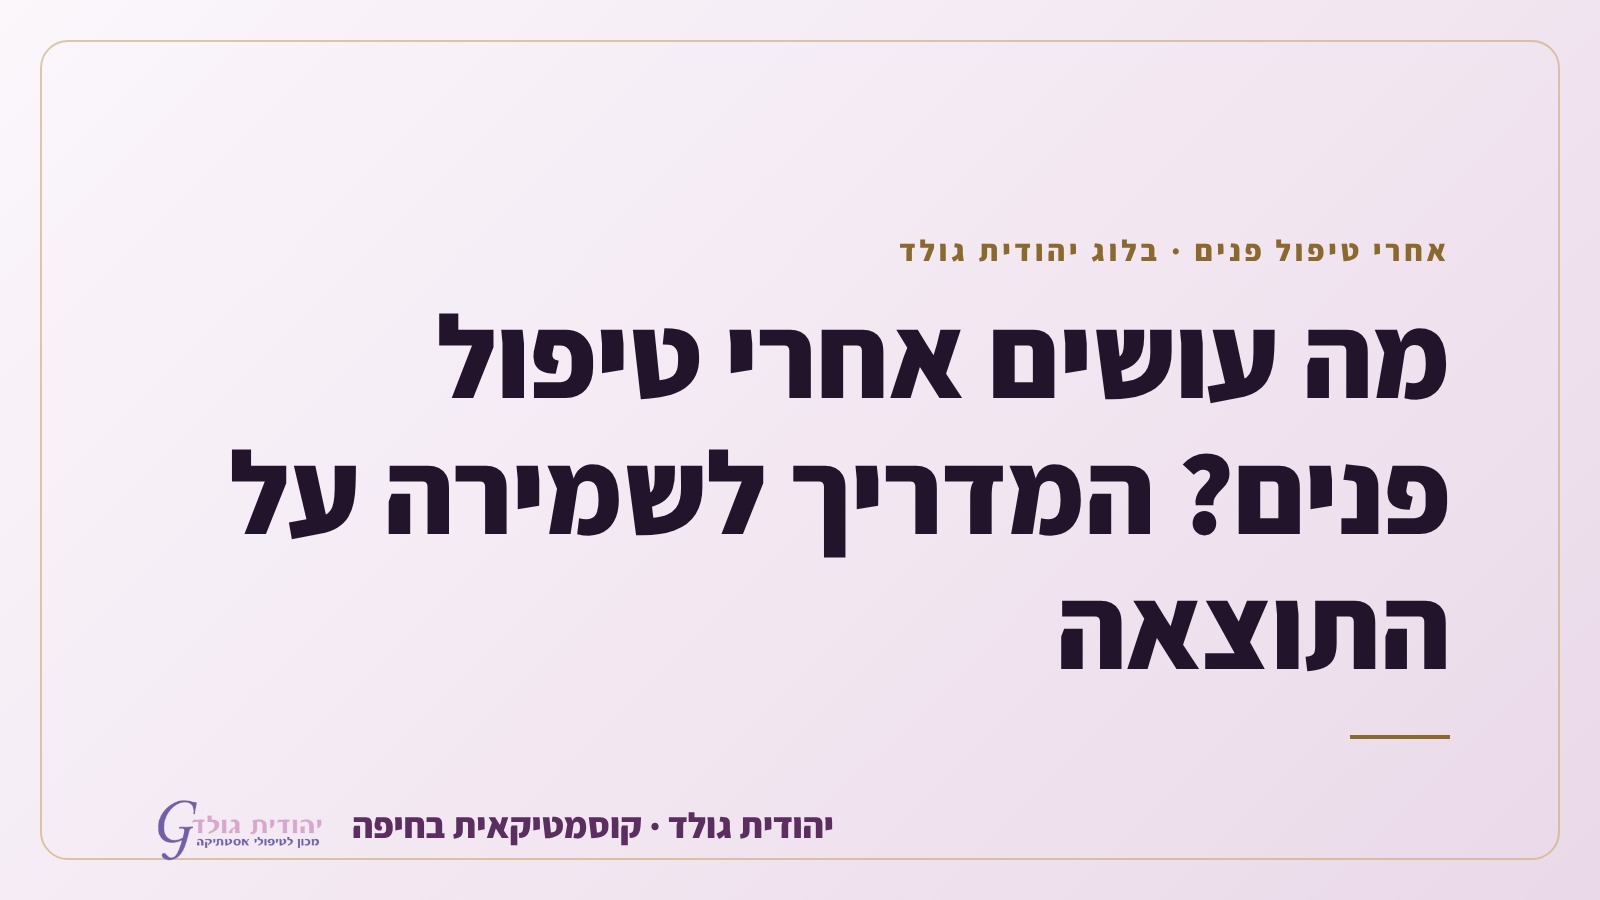 אחרי טיפול פנים · בלוג יהודית גולד
מה עושים אחרי טיפול
פנים? המדריך לשמירה על
התוצאה
יהודית גולד · קוסמטיקאית בחיפה
יהודית גולד G
מכון לטיפולי אסטתיקה